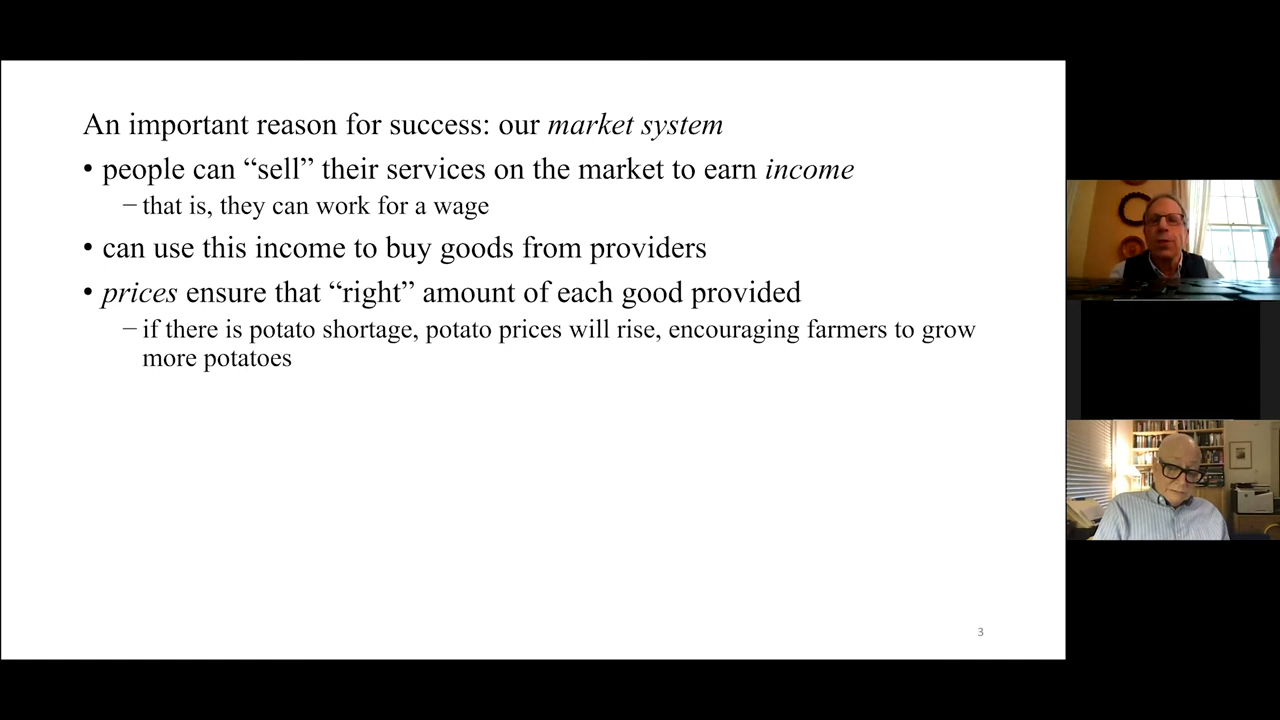 An important reason for success: our market system
• people can “sell” their services on the market to earn income
– that is, they can work for a wage
• can use this income to buy goods from providers
• prices ensure that “right” amount of each good provided
– if there is potato shortage, potato prices will rise, encouraging farmers to grow
more potatoes
3